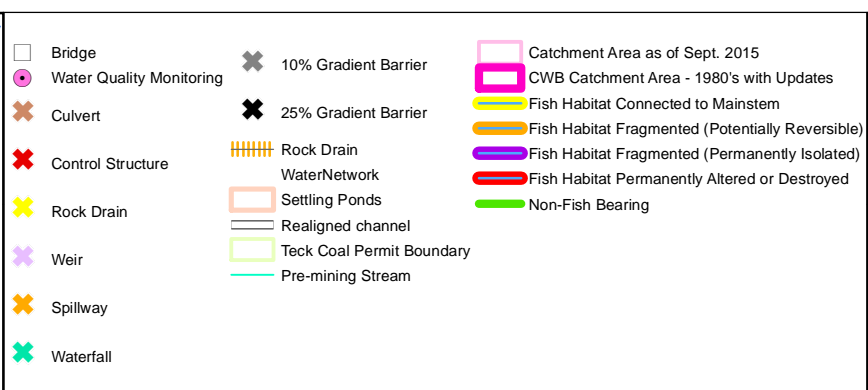 Bridge
Water Quality Monitoring
Culvert
Control Structure
Rock Drain
Weir
Spillway
Waterfall
10% Gradient Barrier
25% Gradient Barrier
Rock Drain
WaterNetwork
Settling Ponds
Realigned channel
Teck Coal Permit Boundary
Pre-mining Stream
Catchment Area as of Sept. 2015
CWB Catchment Area - 1980's with Updates
Fish Habitat Connected to Mainstem
Fish Habitat Fragmented (Potentially Reversible)
Fish Habitat Fragmented (Permanently Isolated)
Fish Habitat Permanently Altered or Destroyed
Non-Fish Bearing